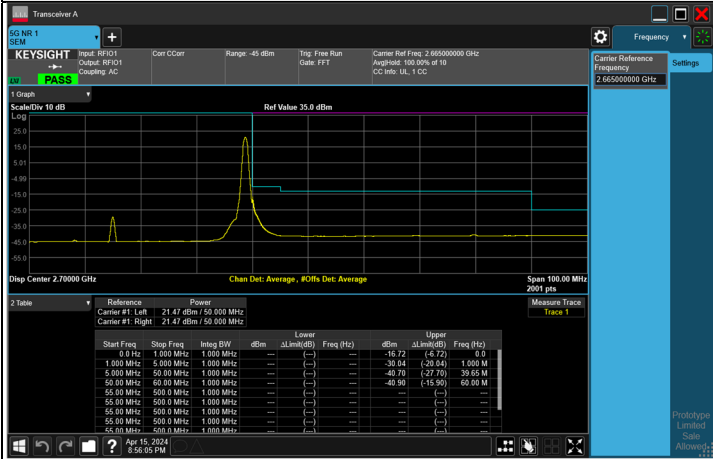 Transceiver A
5G NR 1
SEM
+
Frequency
KEYSIGHT
LXI
PASS
Input: RFIO1
Output: RFIO1
Coupling: AC
Corr CCorr
Range: -45 dBm
Trig: Free Run
Gate: FFT
Carrier Ref Freq: 2.665000000 GHz
Avg|Hold: 100.00% of 10
CC Info: UL, 1 CC
Carrier Reference
Frequency
2.665000000 GHz
Settings
1 Graph
Scale/Div 10 dB
Ref Value 35.0 dBm
Log
25.0
15.0
5.01
-4.99
-15.0
-25.0
-35.0
-45.0
-55.0
Disp Center 2.70000 GHz
Chan Det: Average , #Offs Det: Average
Span 100.00 MHz
2001 pts
2 Table
Reference Power
Carrier #1: Left 21.47 dBm / 50.000 MHz
Carrier #1: Right 21.47 dBm / 50.000 MHz
Measure Trace
Trace 1
Lower Upper
Start Freq Stop Freq Integ BW dBm ΔLimit(dB) Freq (Hz) dBm ΔLimit(dB) Freq (Hz)
0.0 Hz 1.000 MHz 1.000 MHz --- (---) --- -16.72 (-6.72) 0.0
1.000 MHz 5.000 MHz 1.000 MHz --- (---) --- -30.04 (-20.04) 1.000 M
5.000 MHz 50.00 MHz 1.000 MHz --- (---) --- -40.70 (-27.70) 39.65 M
50.00 MHz 60.00 MHz 1.000 MHz --- (---) --- -40.90 (-15.90) 60.00 M
55.00 MHz 500.0 MHz 1.000 MHz --- (---) --- --- (---) ---
55.00 MHz 500.0 MHz 1.000 MHz --- (---) --- --- (---) ---
55.00 MHz 500.0 MHz 1.000 MHz --- (---) --- --- (---) ---
55.00 MHz 500.0 MHz 1.000 MHz --- (---) --- --- (---) ---
55.00 MHz 500.0 MHz 1.000 MHz --- (---) --- --- (---) ---
Prototype
Limited
Sale
Allowed
?
Apr 15, 2024
8:56:05 PM